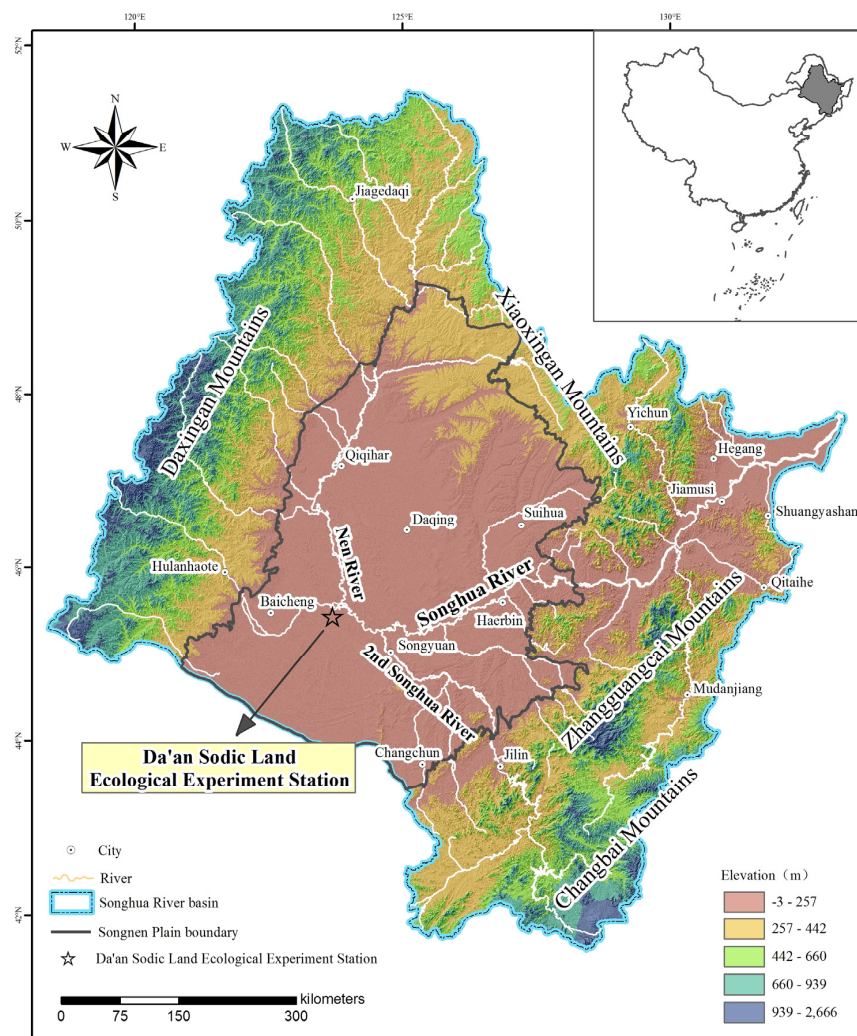 120°E
125°E
130°E
52°N
50°N
48°N
46°N
44°N
42°N
N
W
E
S
Jiagedaqi
Daxingan Mountains
Xiaoxingan Mountains
Yichun
Hegang
Qiqihar
Jiamusi
Shuangyashan
Daqing
Suihua
Nen River
Hulanhaote
Qitaihe
Baicheng
Songhua River
Haerbin
Songyuan
2nd Songhua River
Zhangguangcai Mountains
Mudanjiang
Changchun
Jilin
Changbai Mountains
Da'an Sodic Land
Ecological Experiment Station
City
River
Songhua River basin
Songnen Plain boundary
Da'an Sodic Land Ecological Experiment Station
kilometers
0 75 150 300
Elevation（m）
-3 - 257
257 - 442
442 - 660
660 - 939
939 - 2,666